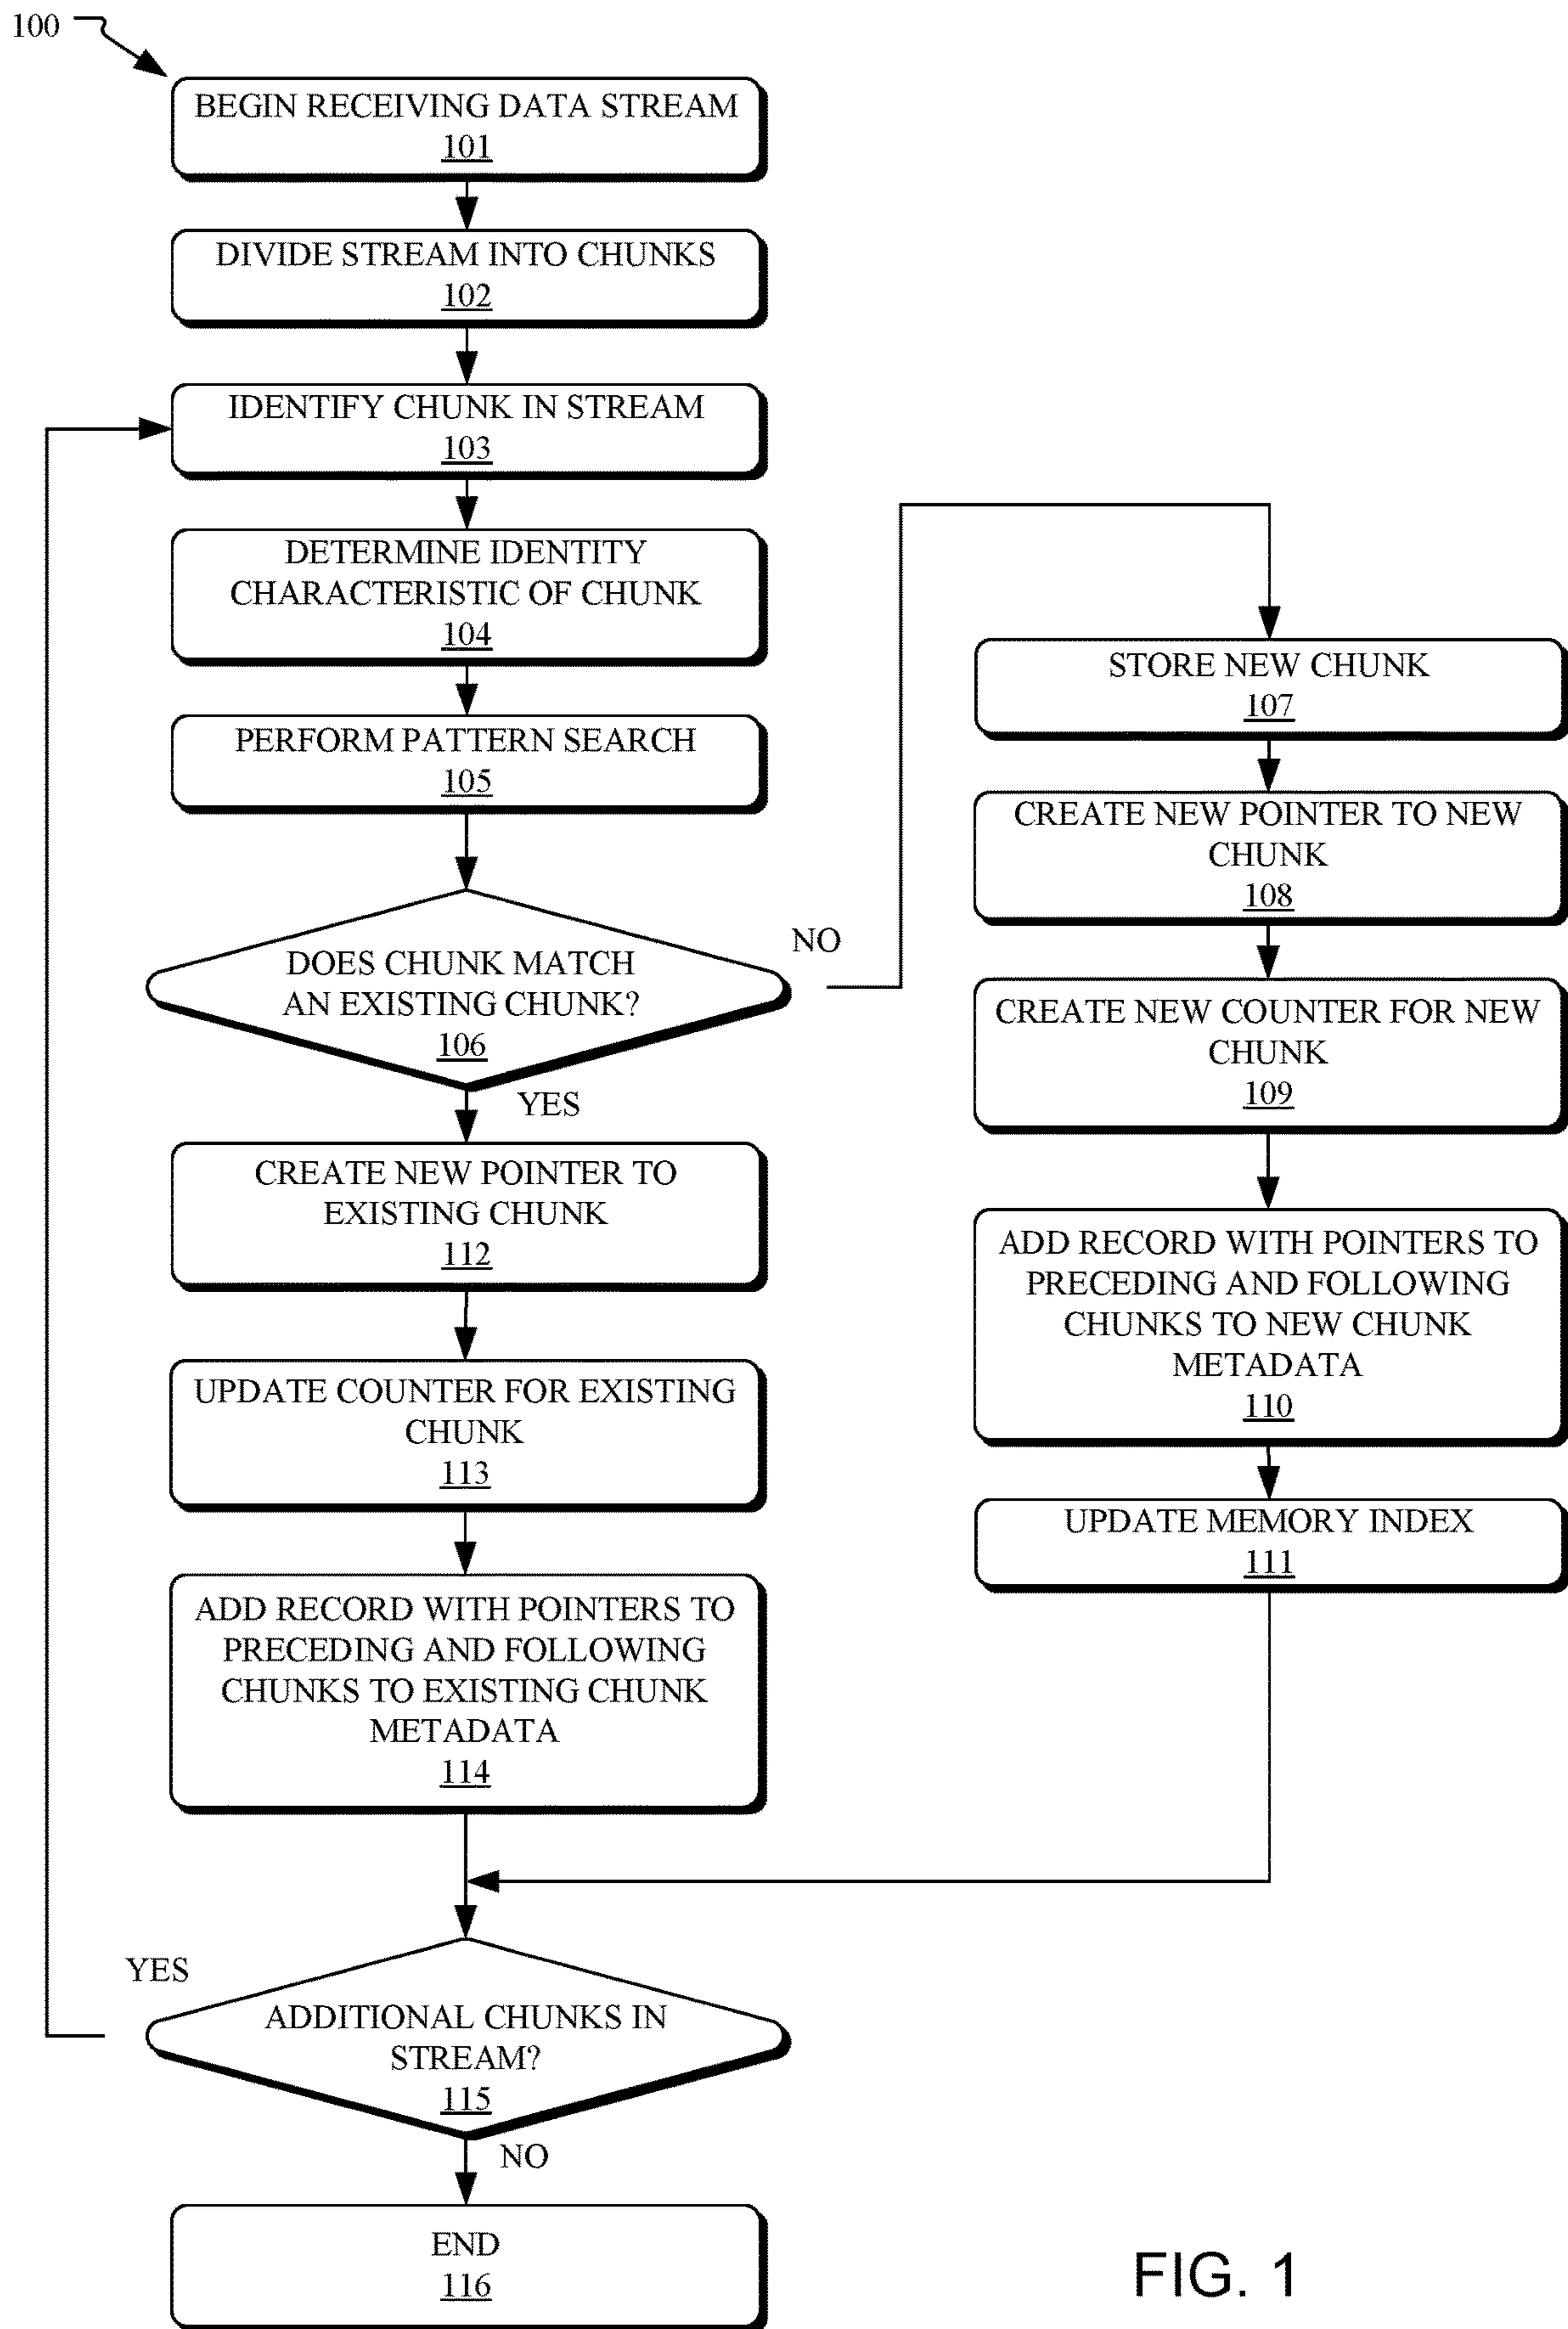 100
BEGIN RECEIVING DATA STREAM
101
DIVIDE STREAM INTO CHUNKS
102
IDENTIFY CHUNK IN STREAM
103
DETERMINE IDENTITY
CHARACTERISTIC OF CHUNK
104
PERFORM PATTERN SEARCH
105
DOES CHUNK MATCH
AN EXISTING CHUNK?
106
NO
YES
STORE NEW CHUNK
107
CREATE NEW POINTER TO NEW
CHUNK
108
CREATE NEW COUNTER FOR NEW
CHUNK
109
ADD RECORD WITH POINTERS TO
PRECEDING AND FOLLOWING
CHUNKS TO NEW CHUNK
METADATA
110
UPDATE MEMORY INDEX
111
CREATE NEW POINTER TO
EXISTING CHUNK
112
UPDATE COUNTER FOR EXISTING
CHUNK
113
ADD RECORD WITH POINTERS TO
PRECEDING AND FOLLOWING
CHUNKS TO EXISTING CHUNK
METADATA
114
YES
ADDITIONAL CHUNKS IN
STREAM?
115
NO
END
116
FIG. 1